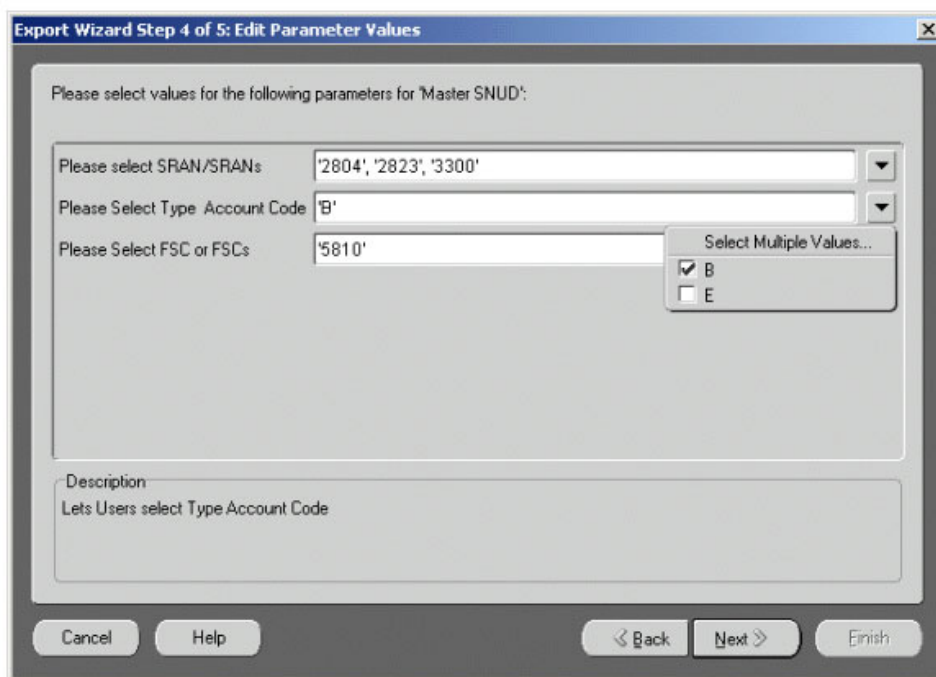 Export Wizard Step 4 of 5: Edit Parameter Values
Please select values for the following parameters for 'Master SNUD':
Please select SRAN/SRANs '2804', '2823', '3300'
Please Select Type Account Code 'B'
Please Select FSC or FSCs '5810'
Select Multiple Values...
B
E
Description
Lets Users select Type Account Code
Cancel Help Back Next Finish